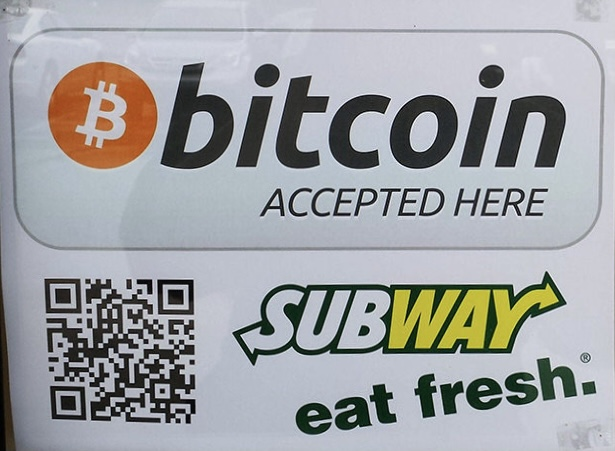 bitcoin
ACCEPTED HERE
SUBWAY
eat fresh.®